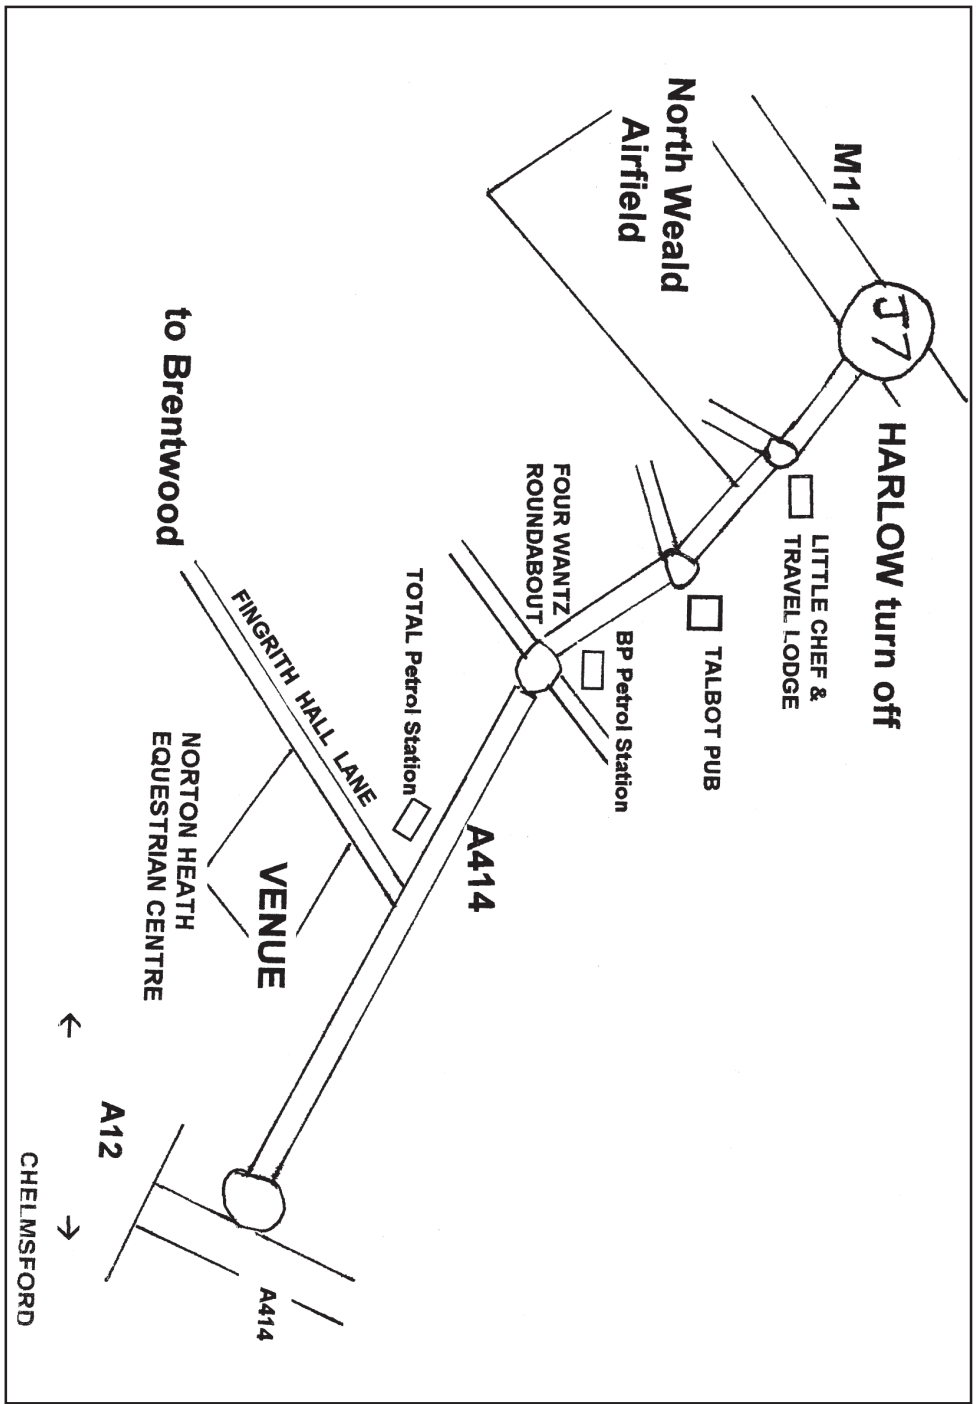 M11
J7
HARLOW turn off
North Weald
Airfield
LITTLE CHEF &
TRAVEL LODGE
TALBOT PUB
FOUR WANTZ
ROUNDABOUT
BP Petrol Station
TOTAL Petrol Station
A414
to Brentwood
FINGRITH HALL LANE
VENUE
NORTON HEATH
EQUESTRIAN CENTRE
A414
← A12 →
CHELMSFORD